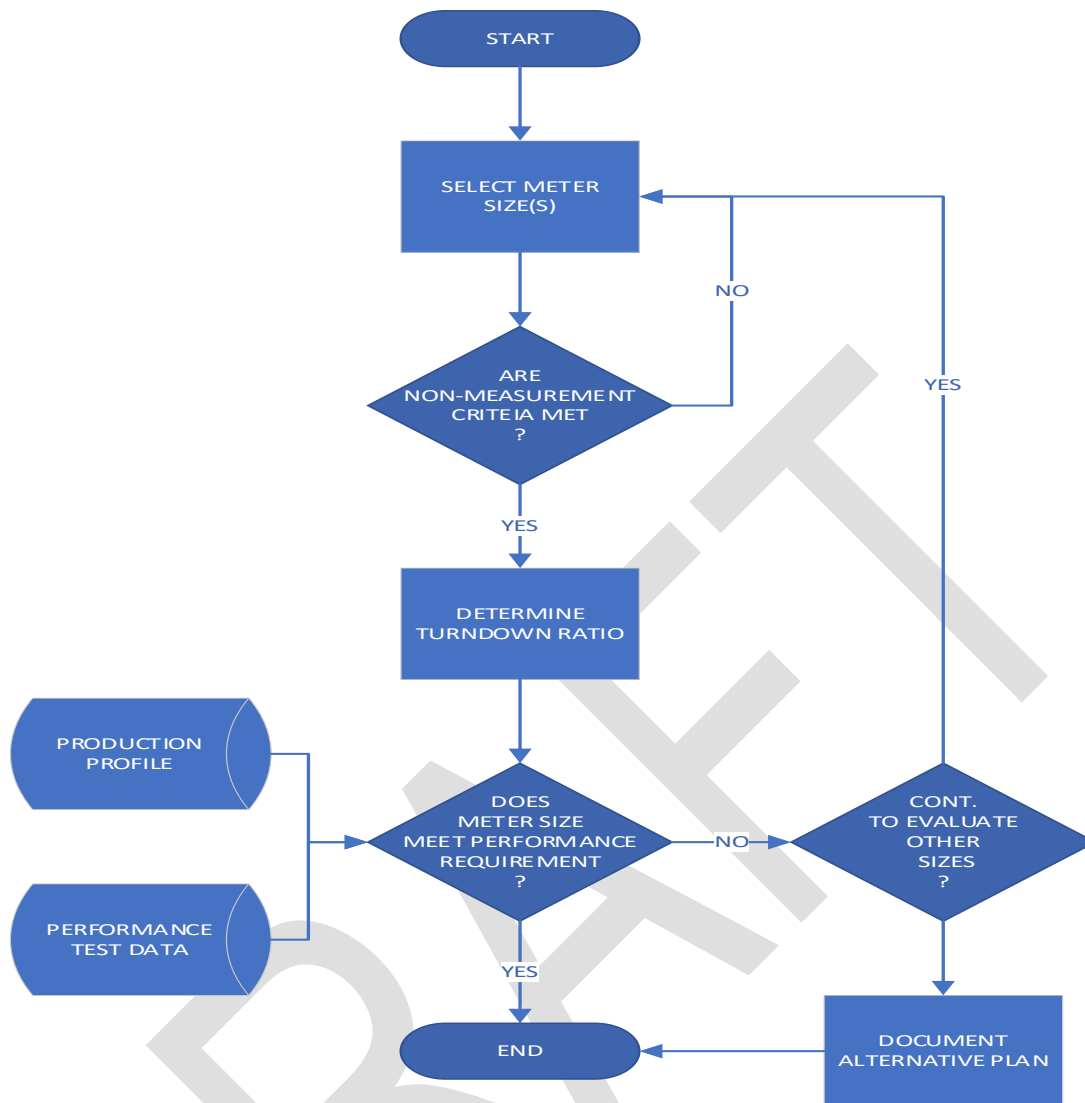 START
SELECT METER
SIZE(S)
NO
ARE
NON-MEASUREMENT
CRITEIA MET
?
YES
YES
DETERMINE
TURNDOWN RATIO
PRODUCTION
PROFILE
DOES
METER SIZE
MEET PERFORMANCE
REQUIREMENT
?
NO
CONT.
TO EVALUATE
OTHER
SIZES
?
PERFORMANCE
TEST DATA
YES
END
DOCUMENT
ALTERNATIVE PLAN
DRAFT